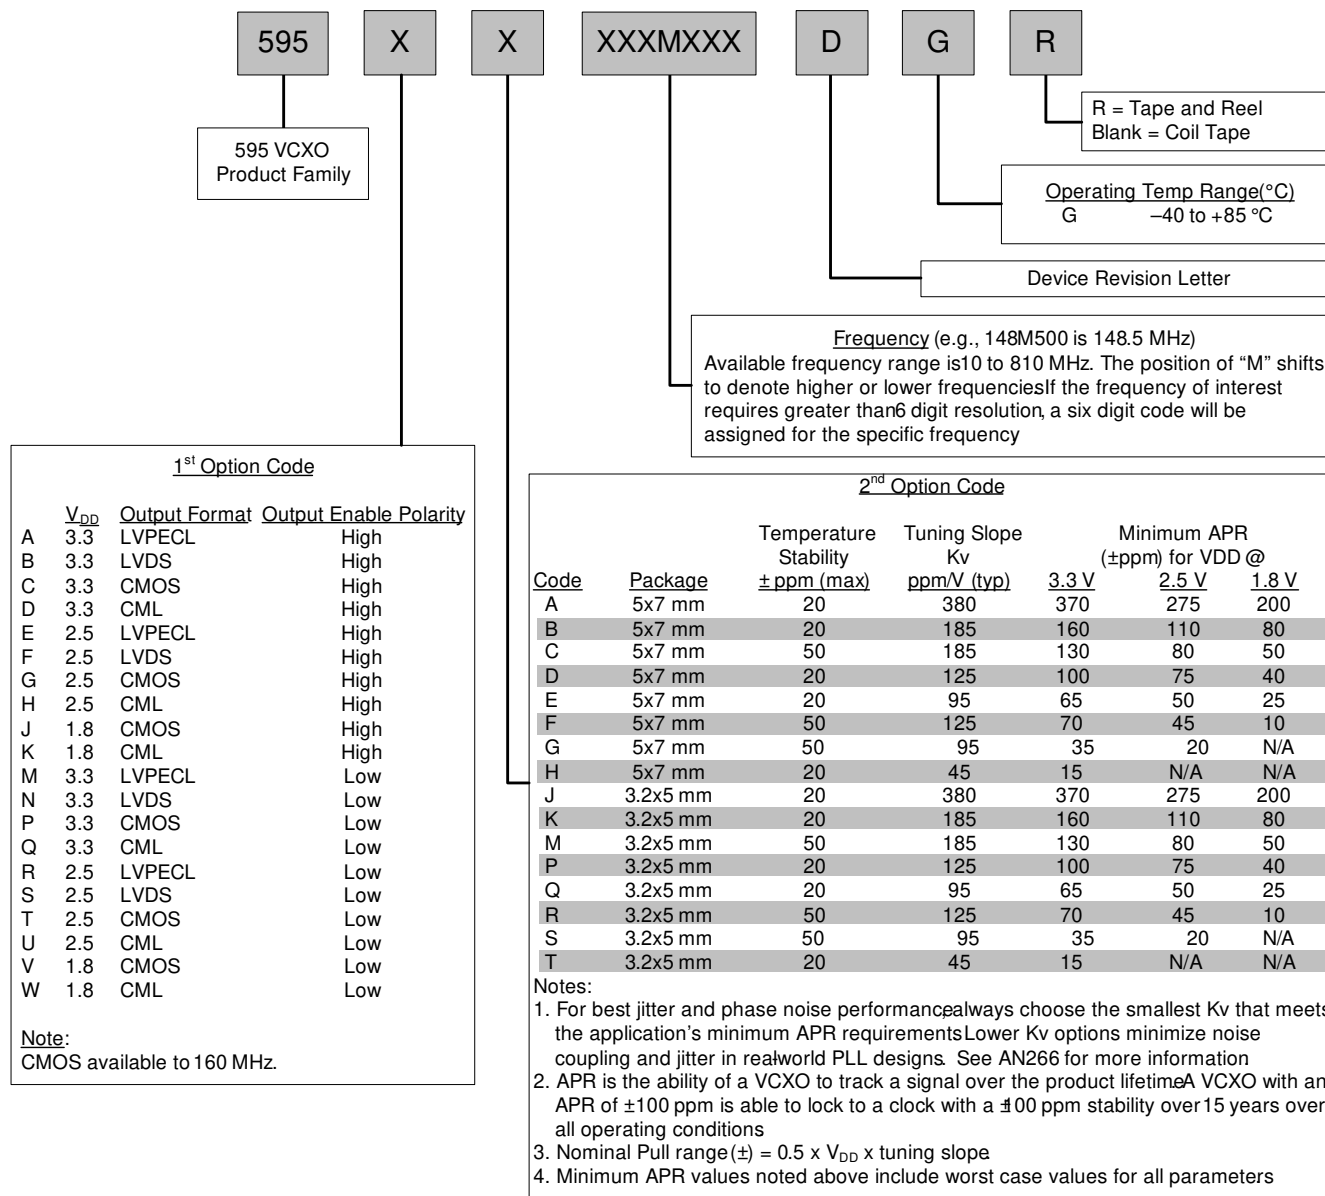 595 X X XXXMXXX D G R
R = Tape and Reel
Blank = Coil Tape
595 VCXO
Product Family
Operating Temp Range(°C)
G –40 to +85 °C
Device Revision Letter
Frequency (e.g., 148M500 is 148.5 MHz)
Available frequency range is10 to 810 MHz. The position of “M” shifts
to denote higher or lower frequenciesIf the frequency of interest
requires greater than6 digit resolution, a six digit code will be
assigned for the specific frequency
1st Option Code
VDD Output Format Output Enable Polarity
A 3.3 LVPECL High
B 3.3 LVDS High
C 3.3 CMOS High
D 3.3 CML High
E 2.5 LVPECL High
F 2.5 LVDS High
G 2.5 CMOS High
H 2.5 CML High
J 1.8 CMOS High
K 1.8 CML High
M 3.3 LVPECL Low
N 3.3 LVDS Low
P 3.3 CMOS Low
Q 3.3 CML Low
R 2.5 LVPECL Low
S 2.5 LVDS Low
T 2.5 CMOS Low
U 2.5 CML Low
V 1.8 CMOS Low
W 1.8 CML Low
Note:
CMOS available to 160 MHz.
2nd Option Code
Temperature Tuning Slope Minimum APR
Stability Kv (±ppm) for VDD @
Code Package ± ppm (max) ppm/V (typ) 3.3 V 2.5 V 1.8 V
A 5x7 mm 20 380 370 275 200
B 5x7 mm 20 185 160 110 80
C 5x7 mm 50 185 130 80 50
D 5x7 mm 20 125 100 75 40
E 5x7 mm 20 95 65 50 25
F 5x7 mm 50 125 70 45 10
G 5x7 mm 50 95 35 20 N/A
H 5x7 mm 20 45 15 N/A N/A
J 3.2x5 mm 20 380 370 275 200
K 3.2x5 mm 20 185 160 110 80
M 3.2x5 mm 50 185 130 80 50
P 3.2x5 mm 20 125 100 75 40
Q 3.2x5 mm 20 95 65 50 25
R 3.2x5 mm 50 125 70 45 10
S 3.2x5 mm 50 95 35 20 N/A
T 3.2x5 mm 20 45 15 N/A N/A
Notes:
1. For best jitter and phase noise performance, always choose the smallest Kv that meets
the application’s minimum APR requirements. Lower Kv options minimize noise
coupling and jitter in real-world PLL designs. See AN266 for more information
2. APR is the ability of a VCXO to track a signal over the product lifetime. A VCXO with an
APR of ±100 ppm is able to lock to a clock with a ±100 ppm stability over 15 years over
all operating conditions
3. Nominal Pull range (±) = 0.5 x VDD x tuning slope.
4. Minimum APR values noted above include worst case values for all parameters